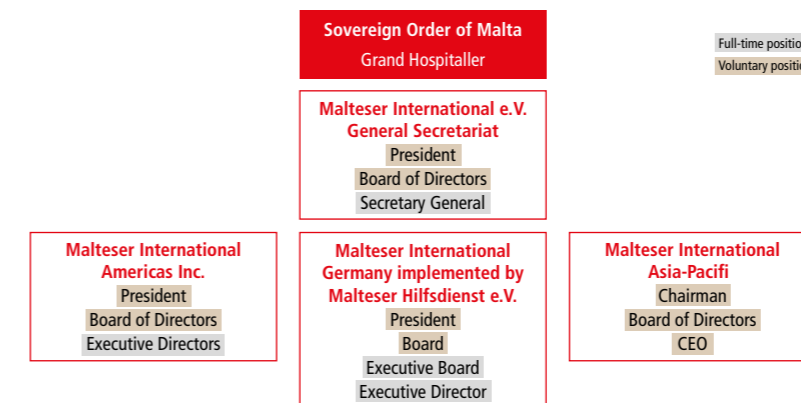 Sovereign Order of Malta
Grand Hospitaller
Full-time positio
Voluntary positi
Malteser International e.V.
General Secretariat
President
Board of Directors
Secretary General
Malteser International
Americas Inc.
President
Board of Directors
Executive Directors
Malteser International
Germany implemented by
Malteser Hilfsdienst e.V.
President
Board
Executive Board
Executive Director
Malteser International
Asia-Pacifi
Chairman
Board of Directors
CEO